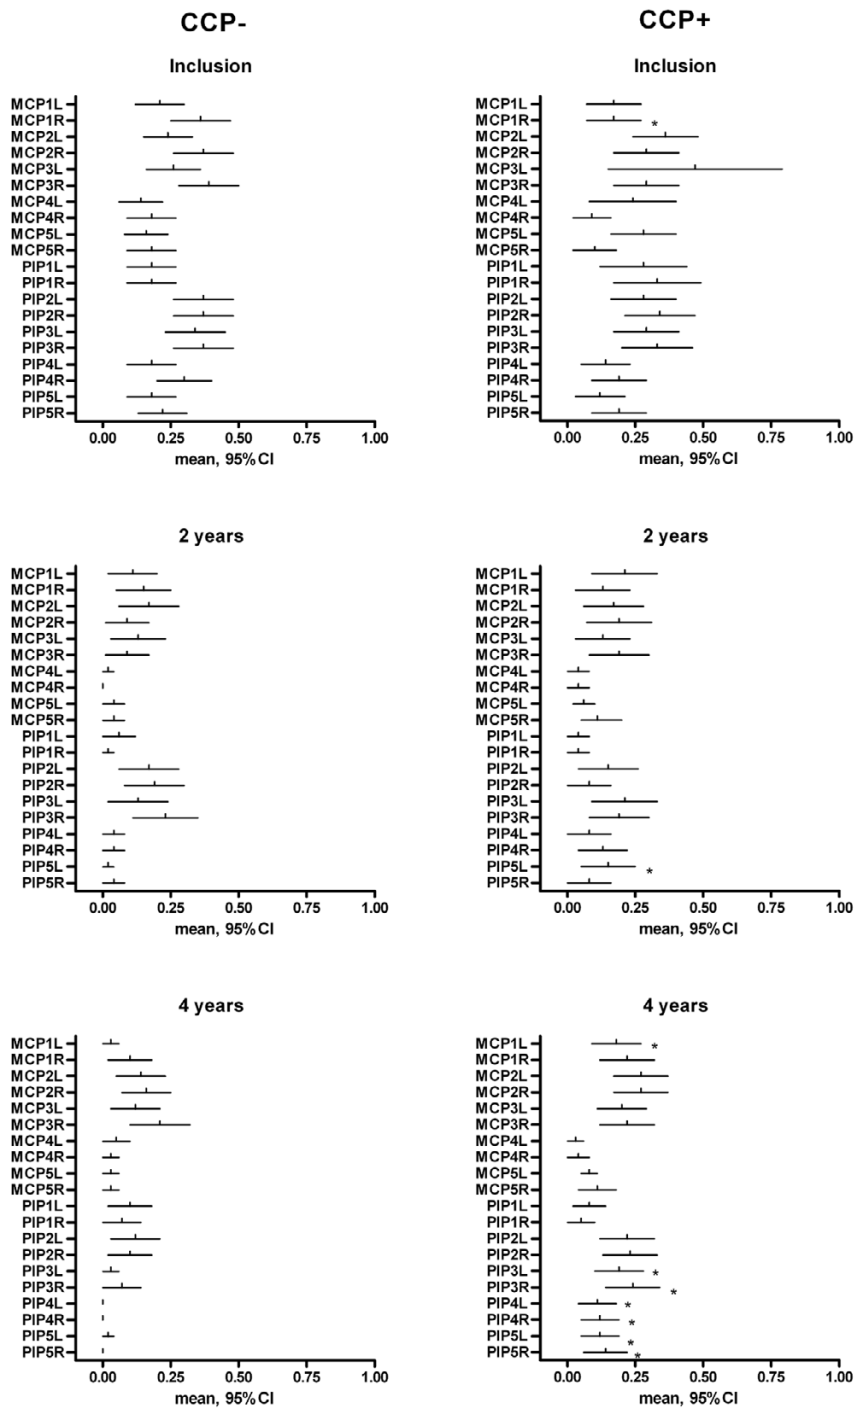 CCP-
CCP+
Inclusion
MCP1L
MCP1R
MCP2L
MCP2R
MCP3L
MCP3R
MCP4L
MCP4R
MCP5L
MCP5R
PIP1L
PIP1R
PIP2L
PIP2R
PIP3L
PIP3R
PIP4L
PIP4R
PIP5L
PIP5R
0.00 0.25 0.50 0.75 1.00
mean, 95%CI
Inclusion
MCP1L
MCP1R *
MCP2L
MCP2R
MCP3L
MCP3R
MCP4L
MCP4R
MCP5L
MCP5R
PIP1L
PIP1R
PIP2L
PIP2R
PIP3L
PIP3R
PIP4L
PIP4R
PIP5L
PIP5R
0.00 0.25 0.50 0.75 1.00
mean, 95%CI
2 years
MCP1L
MCP1R
MCP2L
MCP2R
MCP3L
MCP3R
MCP4L
MCP4R
MCP5L
MCP5R
PIP1L
PIP1R
PIP2L
PIP2R
PIP3L
PIP3R
PIP4L
PIP4R
PIP5L
PIP5R
0.00 0.25 0.50 0.75 1.00
mean, 95%CI
2 years
MCP1L
MCP1R
MCP2L
MCP2R
MCP3L
MCP3R
MCP4L
MCP4R
MCP5L
MCP5R
PIP1L
PIP1R
PIP2L
PIP2R
PIP3L
PIP3R
PIP4L
PIP4R
PIP5L *
PIP5R
0.00 0.25 0.50 0.75 1.00
mean, 95%CI
4 years
MCP1L
MCP1R
MCP2L
MCP2R
MCP3L
MCP3R
MCP4L
MCP4R
MCP5L
MCP5R
PIP1L
PIP1R
PIP2L
PIP2R
PIP3L
PIP3R
PIP4L
PIP4R
PIP5L
PIP5R
0.00 0.25 0.50 0.75 1.00
mean, 95%CI
4 years
MCP1L *
MCP1R
MCP2L
MCP2R
MCP3L
MCP3R
MCP4L
MCP4R
MCP5L
MCP5R
PIP1L
PIP1R
PIP2L
PIP2R
PIP3L *
PIP3R *
PIP4L *
PIP4R *
PIP5L *
PIP5R *
0.00 0.25 0.50 0.75 1.00
mean, 95%CI